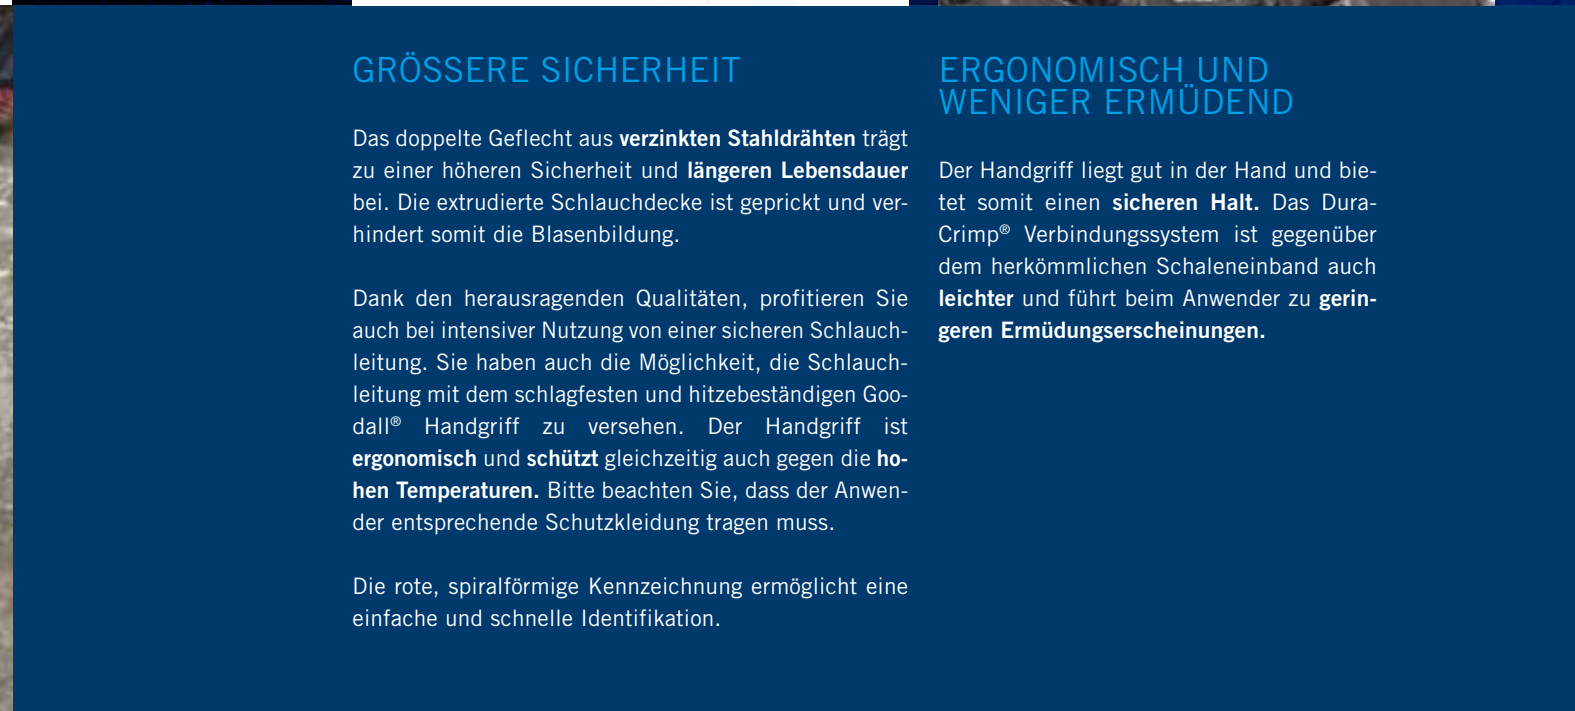 GRÖSSERE SICHERHEIT
Das doppelte Geflecht aus verzinkten Stahldrähten trägt
zu einer höheren Sicherheit und längeren Lebensdauer
bei. Die extrudierte Schlauchdecke ist geprickt und ver-
hindert somit die Blasenbildung.
Dank den herausragenden Qualitäten, profitieren Sie
auch bei intensiver Nutzung von einer sicheren Schlauch-
leitung. Sie haben auch die Möglichkeit, die Schlauch-
leitung mit dem schlagfesten und hitzebeständigen Goo-
dall® Handgriff zu versehen. Der Handgriff ist
ergonomisch und schützt gleichzeitig auch gegen die ho-
hen Temperaturen. Bitte beachten Sie, dass der Anwen-
der entsprechende Schutzkleidung tragen muss.
Die rote, spiralförmige Kennzeichnung ermöglicht eine
einfache und schnelle Identifikation.
ERGONOMISCH UND
WENIGER ERMÜDEND
Der Handgriff liegt gut in der Hand und bie-
tet somit einen sicheren Halt. Das Dura-
Crimp® Verbindungssystem ist gegenüber
dem herkömmlichen Schaleneinband auch
leichter und führt beim Anwender zu gerin-
geren Ermüdungserscheinungen.